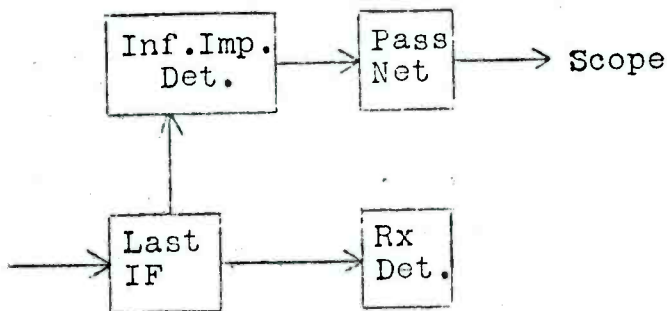 Inf.Imp.
Det.
Pass
Net
Scope
Last
IF
Rx
Det.